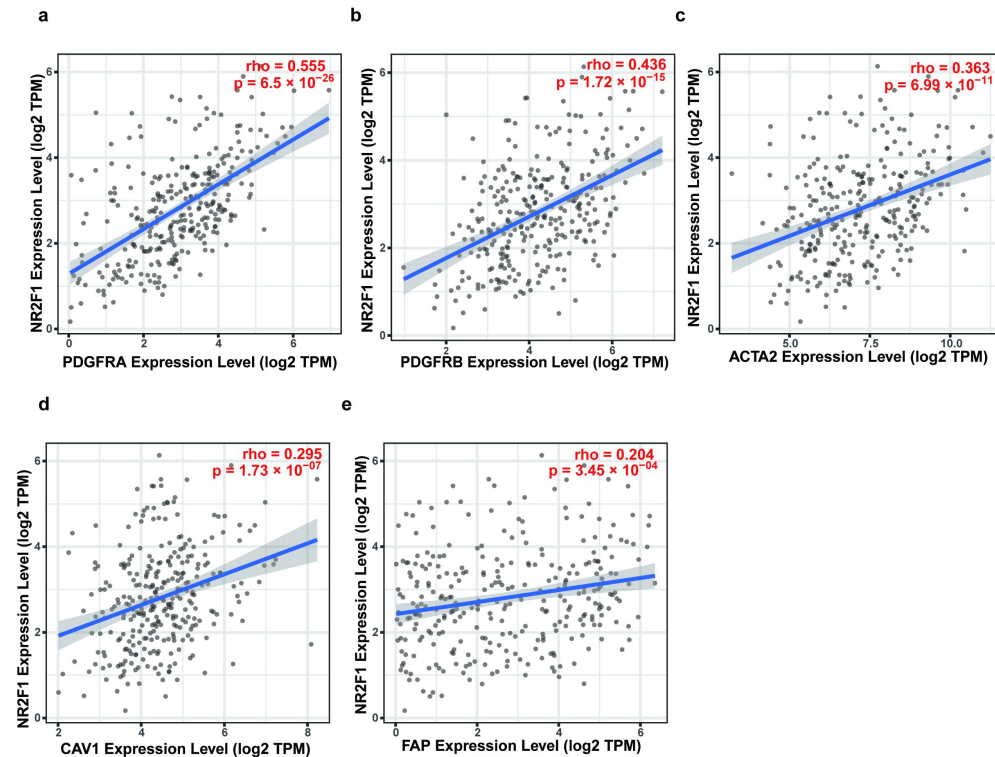 a
rho = 0.555
p = 6.5 × 10⁻²⁶
NR2F1 Expression Level (log2 TPM)
6
4
2
0
0
2
4
6
PDGFRA Expression Level (log2 TPM)
b
rho = 0.436
p = 1.72 × 10⁻¹⁵
NR2F1 Expression Level (log2 TPM)
6
4
2
0
2
4
6
PDGFRB Expression Level (log2 TPM)
c
rho = 0.363
p = 6.99 × 10⁻¹¹
NR2F1 Expression Level (log2 TPM)
6
4
2
0
5.0
7.5
10.0
ACTA2 Expression Level (log2 TPM)
d
rho = 0.295
p = 1.73 × 10⁻⁰⁷
NR2F1 Expression Level (log2 TPM)
6
4
2
0
2
4
6
8
CAV1 Expression Level (log2 TPM)
e
rho = 0.204
p = 3.45 × 10⁻⁰⁴
NR2F1 Expression Level (log2 TPM)
6
4
2
0
0
2
4
6
FAP Expression Level (log2 TPM)